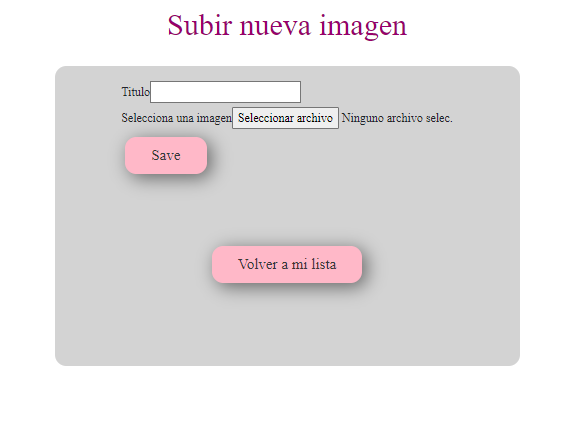 Subir nueva imagen
Titulo
Selecciona una imagen Seleccionar archivo Ninguno archivo selec.
Save
Volver a mi lista